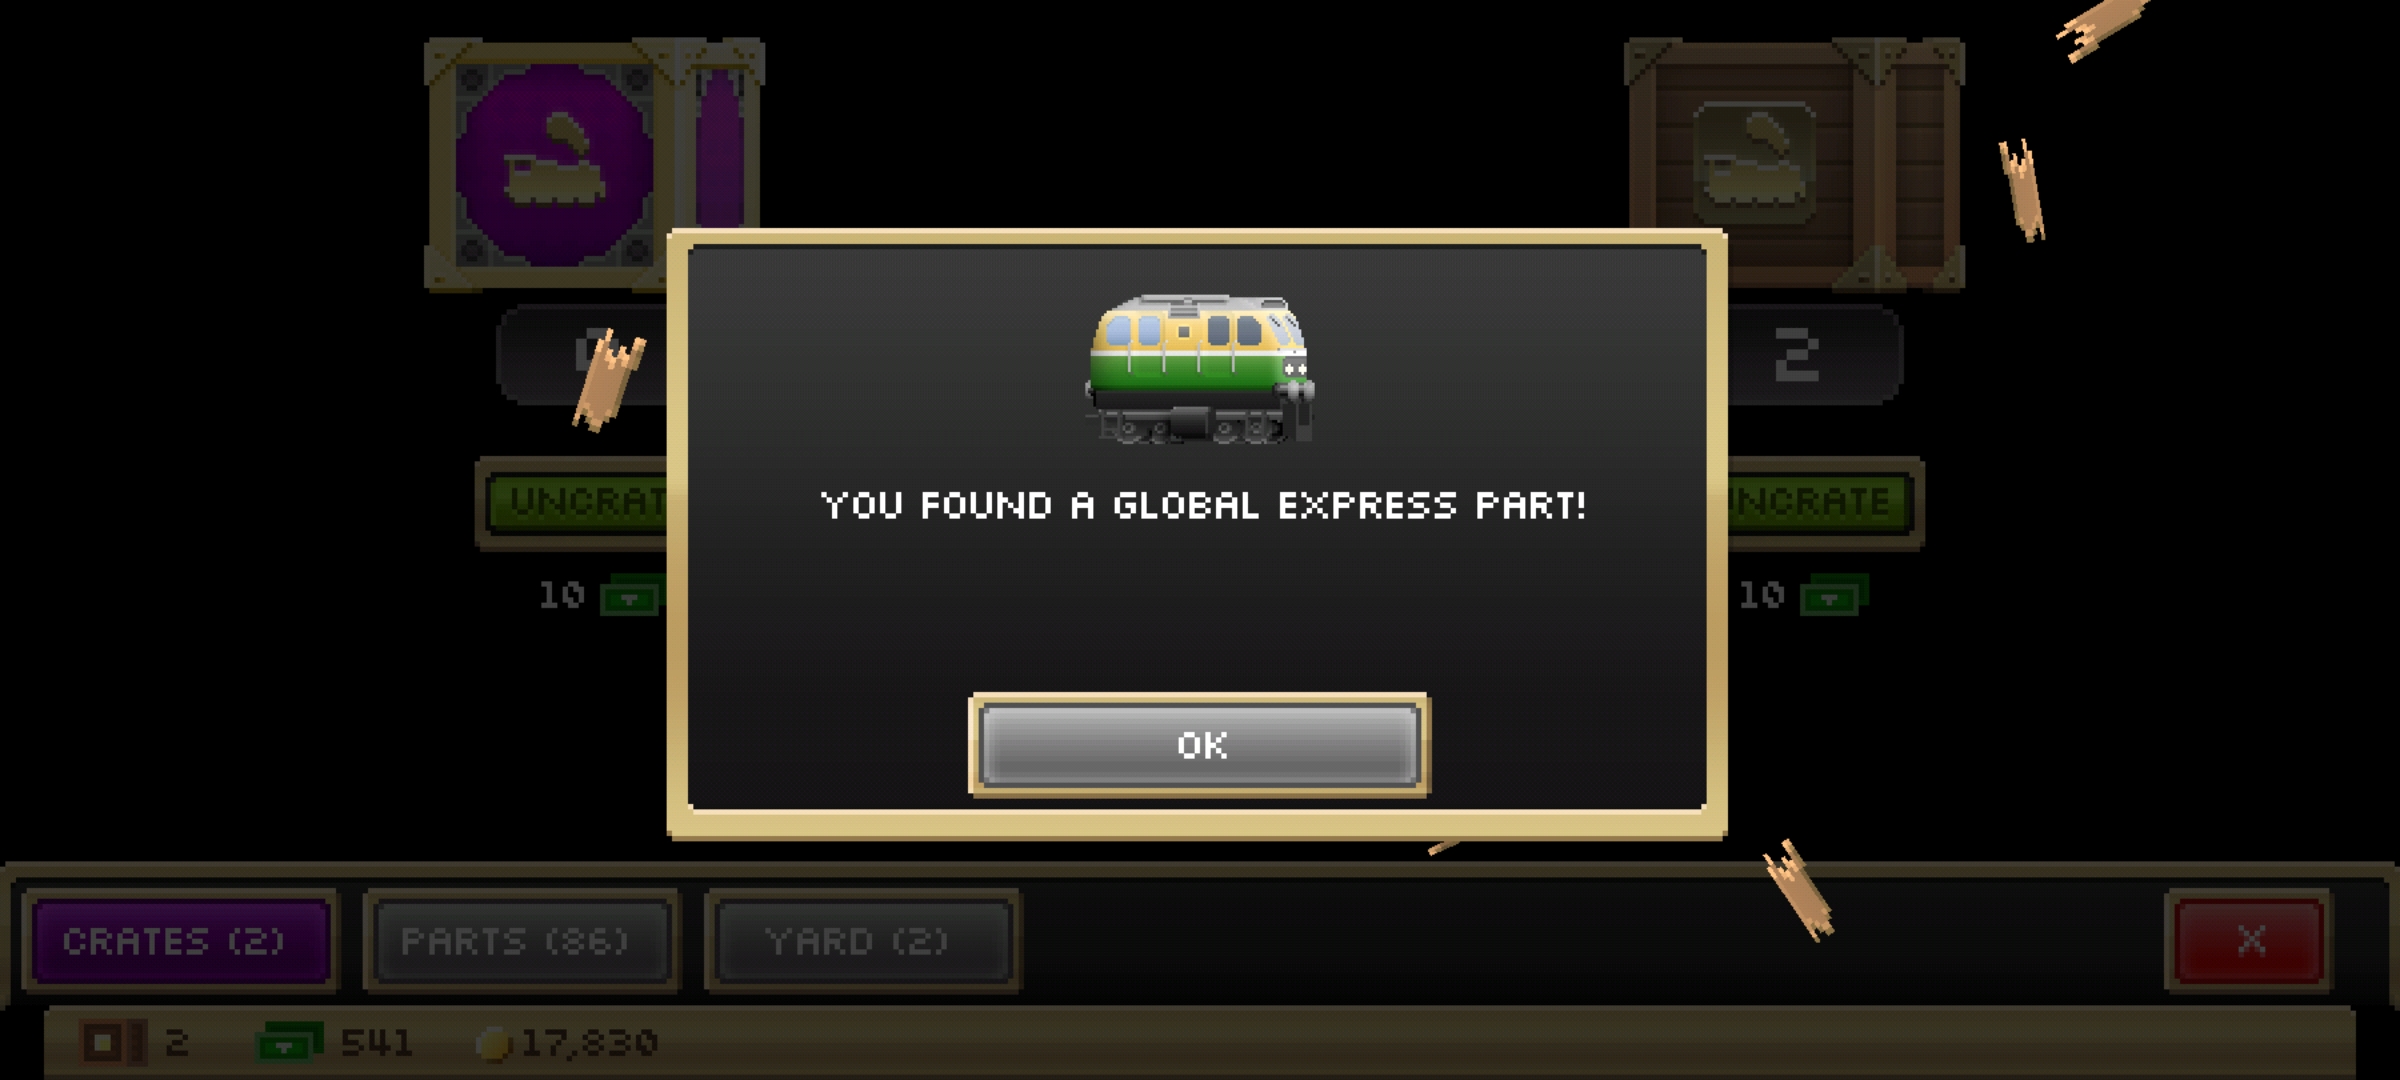 2
UNCRATE
10
10
YOU FOUND A GLOBAL EXPRESS PART!
OK
CRATES (2)
PARTS (86)
YARD (2)
X
2
541
17,830